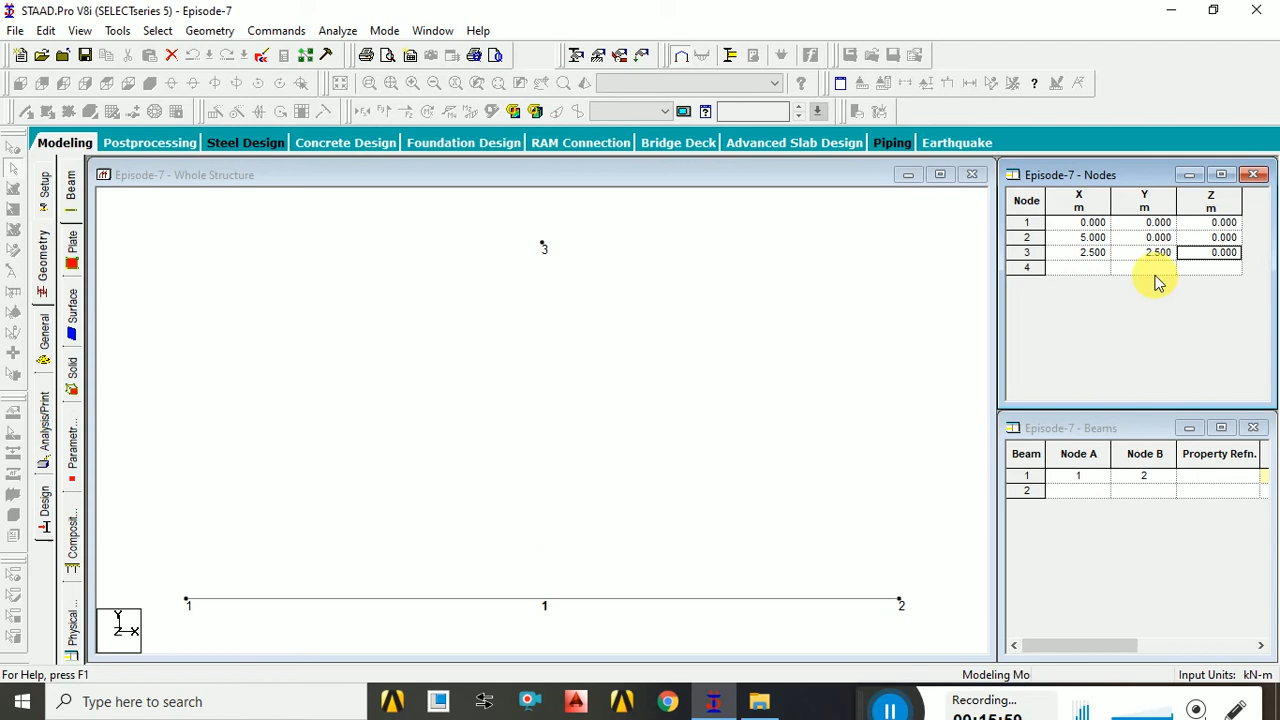 STAAD.Pro V8i (SELECTseries 5) - Episode-7
File Edit View Tools Select Geometry Commands Analyze Mode Window Help
Modeling Postprocessing Steel Design Concrete Design Foundation Design RAM Connection Bridge Deck Advanced Slab Design Piping Earthquake
Setup
Geometry
General
Analysis/Print
Design
Beam
Plate
Surface
Solid
Parametr...
Composit...
Physical
Episode-7 - Whole Structure
3
1 1 2
Y
Z X
Episode-7 - Nodes
Node X m Y m Z m
1 0.000 0.000 0.000
2 5.000 0.000 0.000
3 2.500 2.500 0.000
4
Episode-7 - Beams
Beam Node A Node B Property Refn.
1 1 2
2
For Help, press F1
Modeling Mo
Input Units: kN-m
Type here to search
Recording...
00:15:59